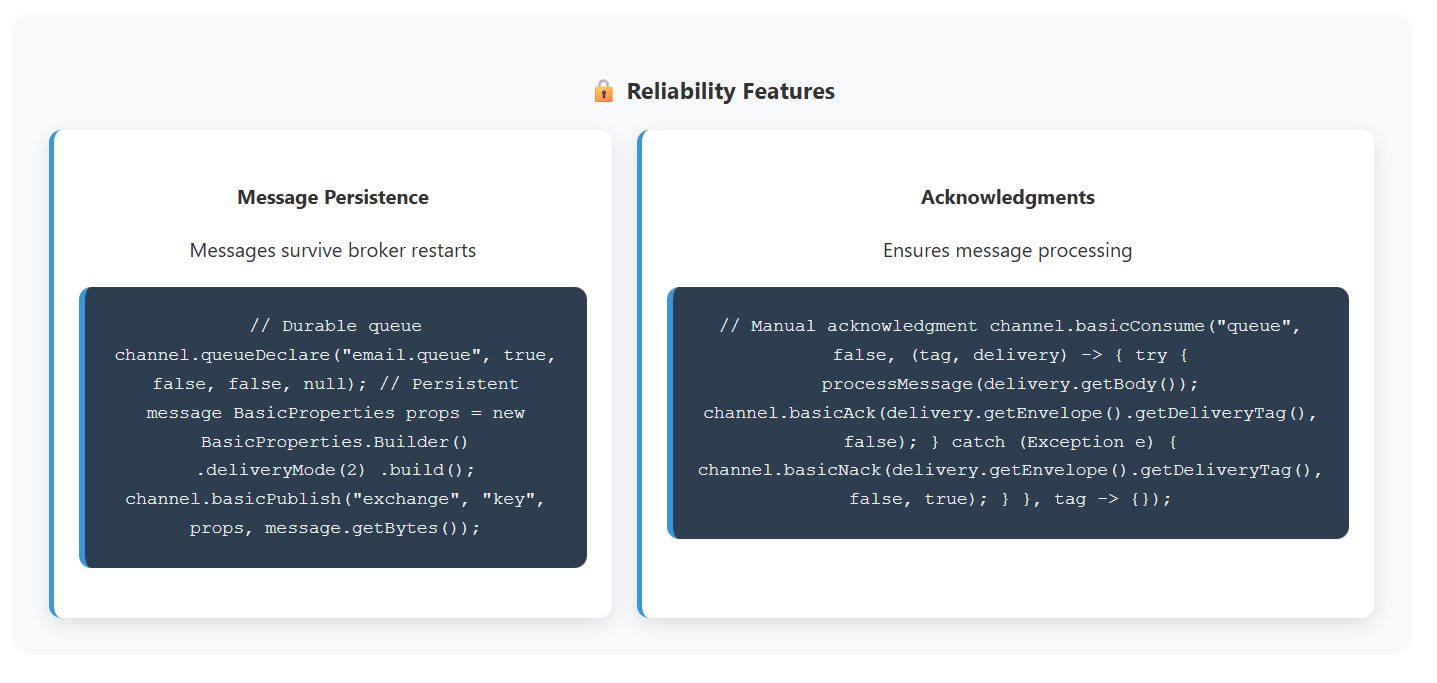 🔒 Reliability Features
Message Persistence
Messages survive broker restarts
// Durable queue
channel.queueDeclare("email.queue", true,
false, false, null); // Persistent
message BasicProperties props = new
BasicProperties.Builder()
.deliveryMode(2) .build();
channel.basicPublish("exchange", "key",
props, message.getBytes());
Acknowledgments
Ensures message processing
// Manual acknowledgment channel.basicConsume("queue",
false, (tag, delivery) -> { try {
processMessage(delivery.getBody());
channel.basicAck(delivery.getEnvelope().getDeliveryTag(),
false); } catch (Exception e) {
channel.basicNack(delivery.getEnvelope().getDeliveryTag(),
false, true); } }, tag -> {});